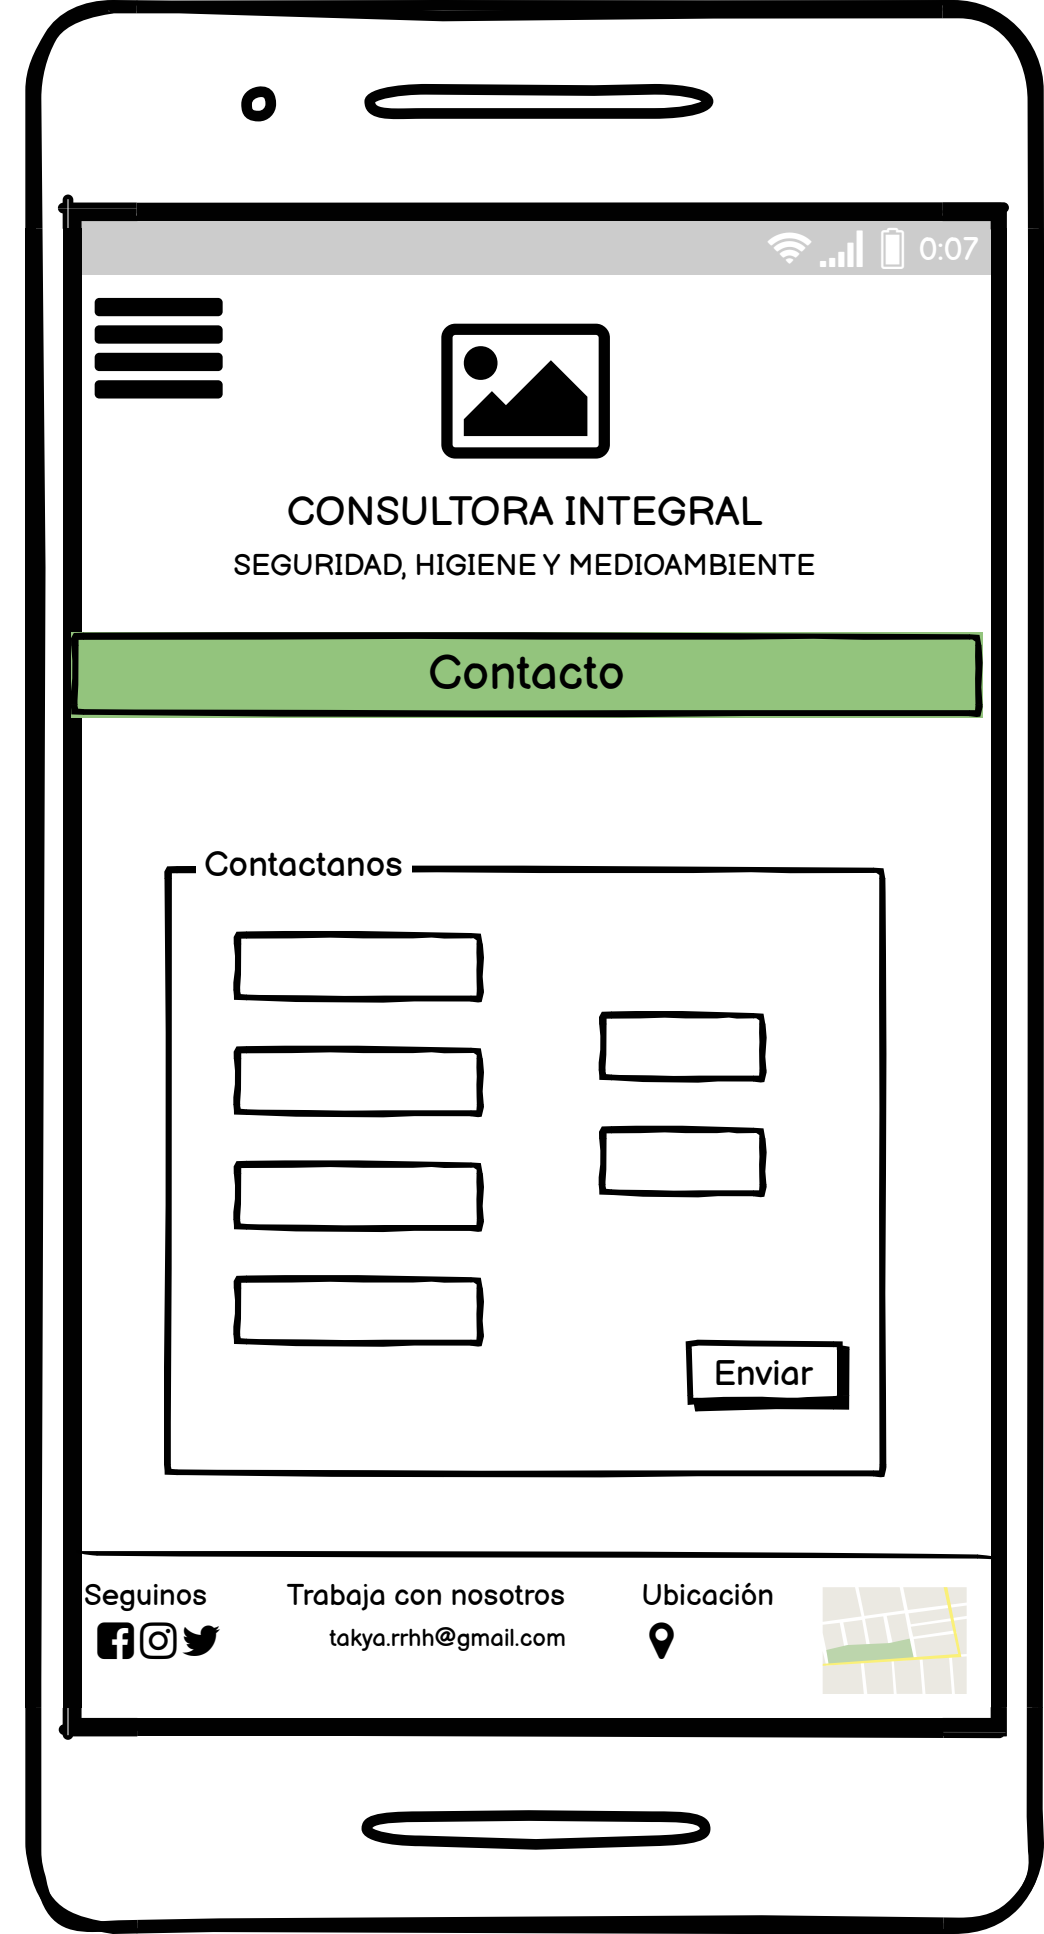 0:07
CONSULTORA INTEGRAL
SEGURIDAD, HIGIENE Y MEDIOAMBIENTE
Contacto
Contactanos
Enviar
Seguinos
Trabaja con nosotros
Ubicación
takya.rrhh@gmail.com